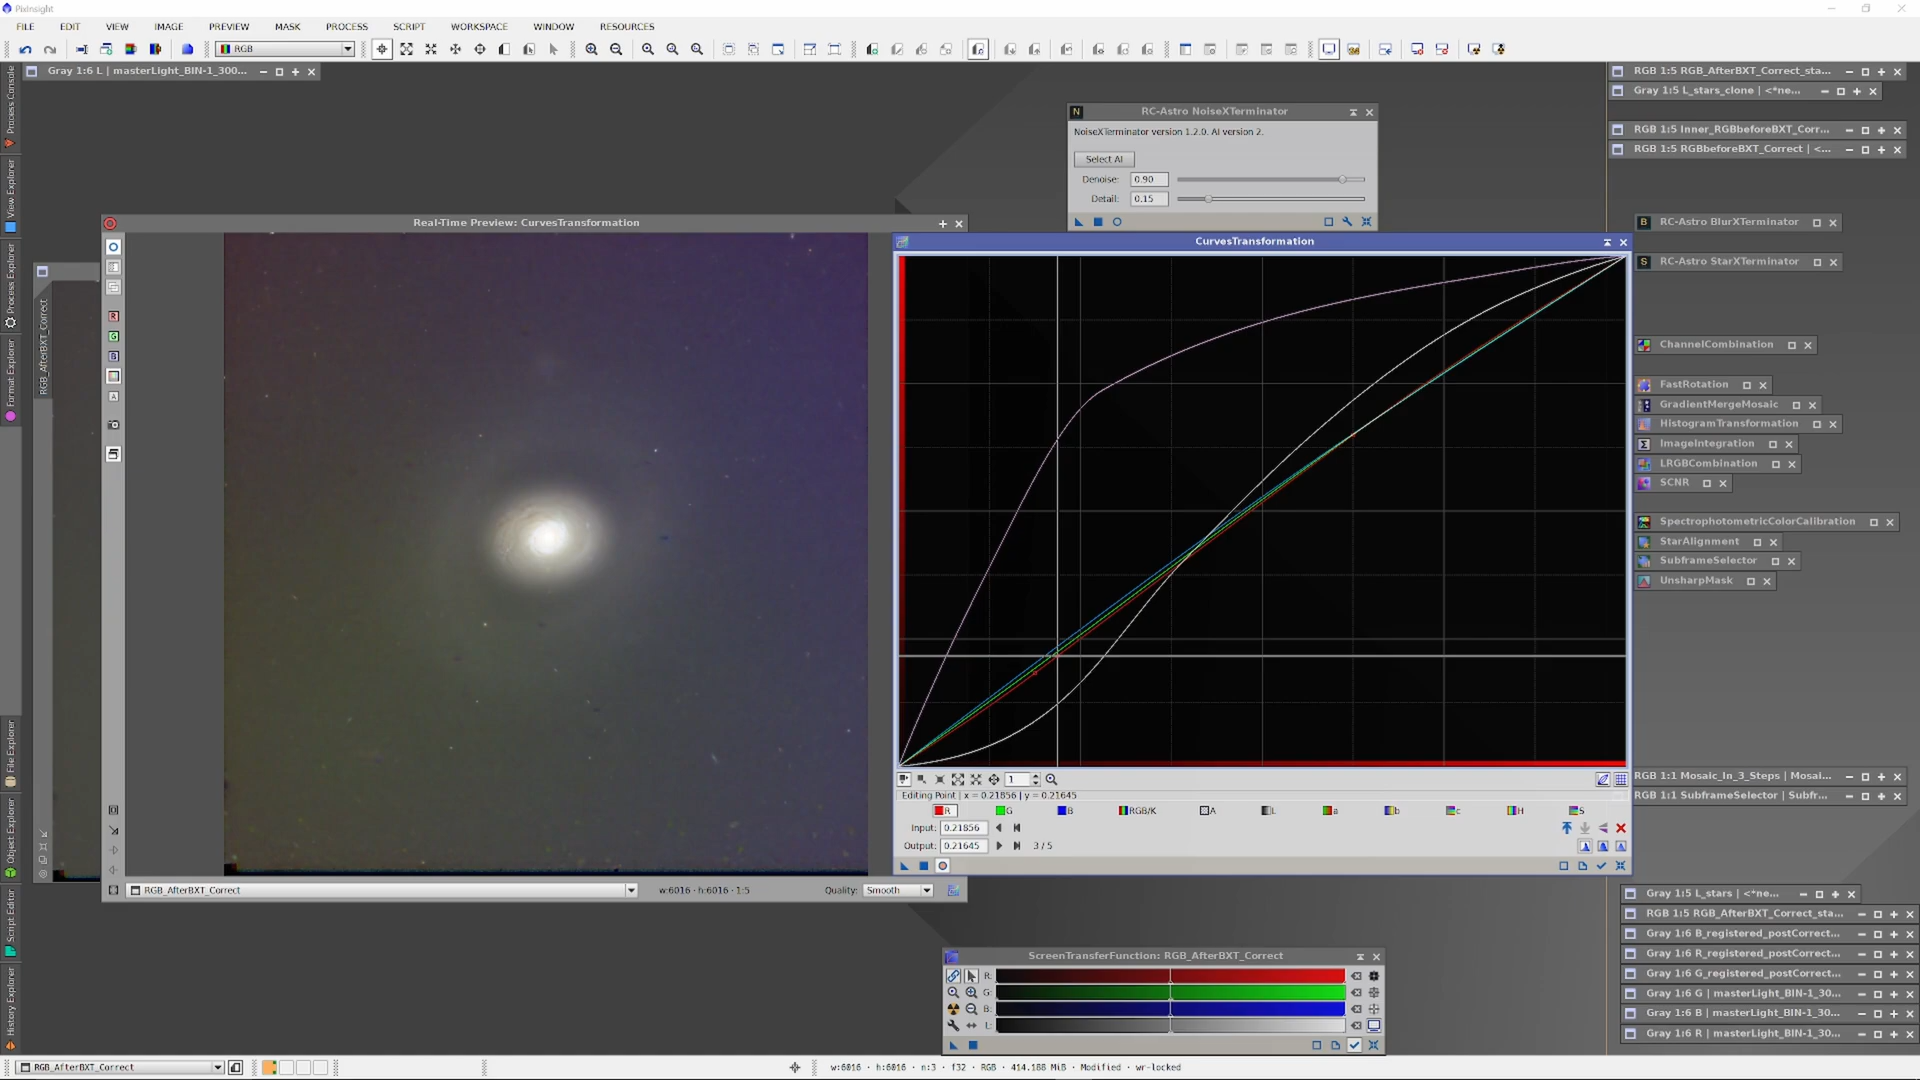 PixInsight
FILE EDIT VIEW IMAGE PREVIEW MASK PROCESS SCRIPT WORKSPACE WINDOW RESOURCES
RGB
Gray 1:6 L | masterLight_BIN-1_300...
Process Console
View Explorer
Process Explorer
Format Explorer
File Explorer
Object Explorer
Script Editor
History Explorer
RGB_AfterBXT_Correct
Real-Time Preview: CurvesTransformation
R
G
B
A
RGB_AfterBXT_Correct
w:6016 · h:6016 · 1:5
Quality: Smooth
N RC-Astro NoiseXTerminator
NoiseXTerminator version 1.2.0. AI version 2.
Select AI
Denoise: 0.90
Detail: 0.15
CurvesTransformation
1
Editing Point | x = 0.21856 | y = 0.21645
R G B RGB/K A L a b c H S
Input: 0.21856
Output: 0.21645 3 / 5
ScreenTransferFunction: RGB_AfterBXT_Correct
R:
G:
B:
L:
RGB 1:5 RGB_AfterBXT_Correct_sta...
Gray 1:5 L_stars_clone | <*ne...
RGB 1:5 Inner_RGBbeforeBXT_Corr...
RGB 1:5 RGBbeforeBXT_Correct | <...
B RC-Astro BlurXTerminator
S RC-Astro StarXTerminator
ChannelCombination
FastRotation
GradientMergeMosaic
HistogramTransformation
ImageIntegration
LRGBCombination
SCNR
SpectrophotometricColorCalibration
StarAlignment
SubframeSelector
UnsharpMask
RGB 1:1 Mosaic_In_3_Steps | Mosai...
RGB 1:1 SubframeSelector | Subfr...
Gray 1:5 L_stars | <*ne...
RGB 1:5 RGB_AfterBXT_Correct_sta...
Gray 1:6 B_registered_postCorrect...
Gray 1:6 R_registered_postCorrect...
Gray 1:6 G_registered_postCorrect...
Gray 1:6 G | masterLight_BIN-1_30...
Gray 1:6 B | masterLight_BIN-1_30...
Gray 1:6 R | masterLight_BIN-1_30...
RGB_AfterBXT_Correct
w:6016 · h:6016 · n:3 · f32 · RGB · 414.188 MiB · Modified · wr-locked